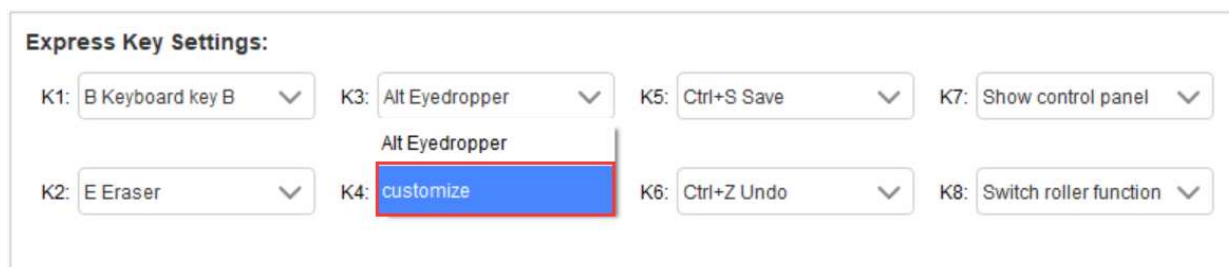 Express Key Settings:
K1: B Keyboard key B K3: Alt Eyedropper K5: Ctrl+S Save K7: Show control panel
Alt Eyedropper
K2: E Eraser K4: customize K6: Ctrl+Z Undo K8: Switch roller function